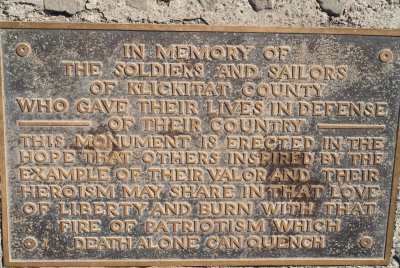 IN MEMORY OF
THE SOLDIERS AND SAILORS
OF KLICKITAT COUNTY
WHO GAVE THEIR LIVES IN DEFENSE
OF THEIR COUNTRY
THIS MONUMENT IS ERECTED IN THE
HOPE THAT OTHERS INSPIRED BY THE
EXAMPLE OF THEIR VALOR AND THEIR
HEROISM MAY SHARE IN THAT LOVE
OF LIBERTY AND BURN WITH THAT
FIRE OF PATRIOTISM WHICH
DEATH ALONE CAN QUENCH